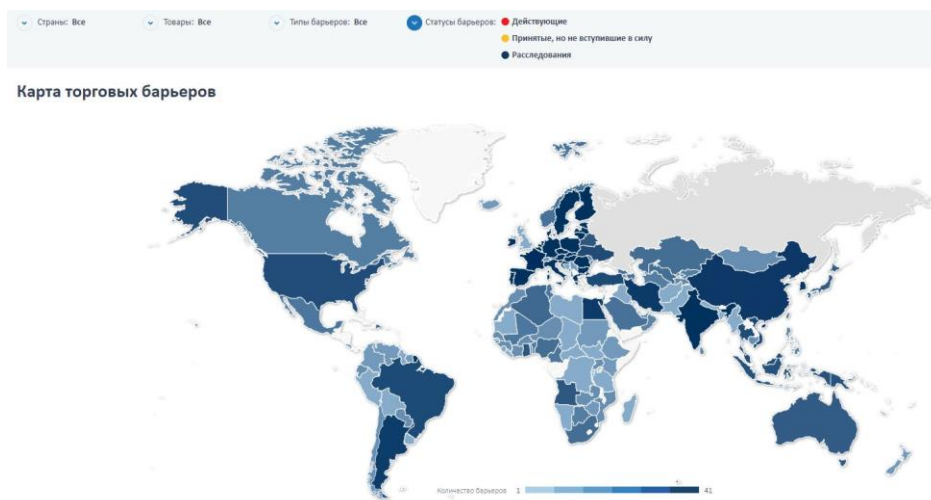 Страны: Все
Товары: Все
Типы барьеров: Все
Статусы барьеров:
Действующие
Принятые, но не вступившие в силу
Расследования
Карта торговых барьеров
Количество барьеров 1 41